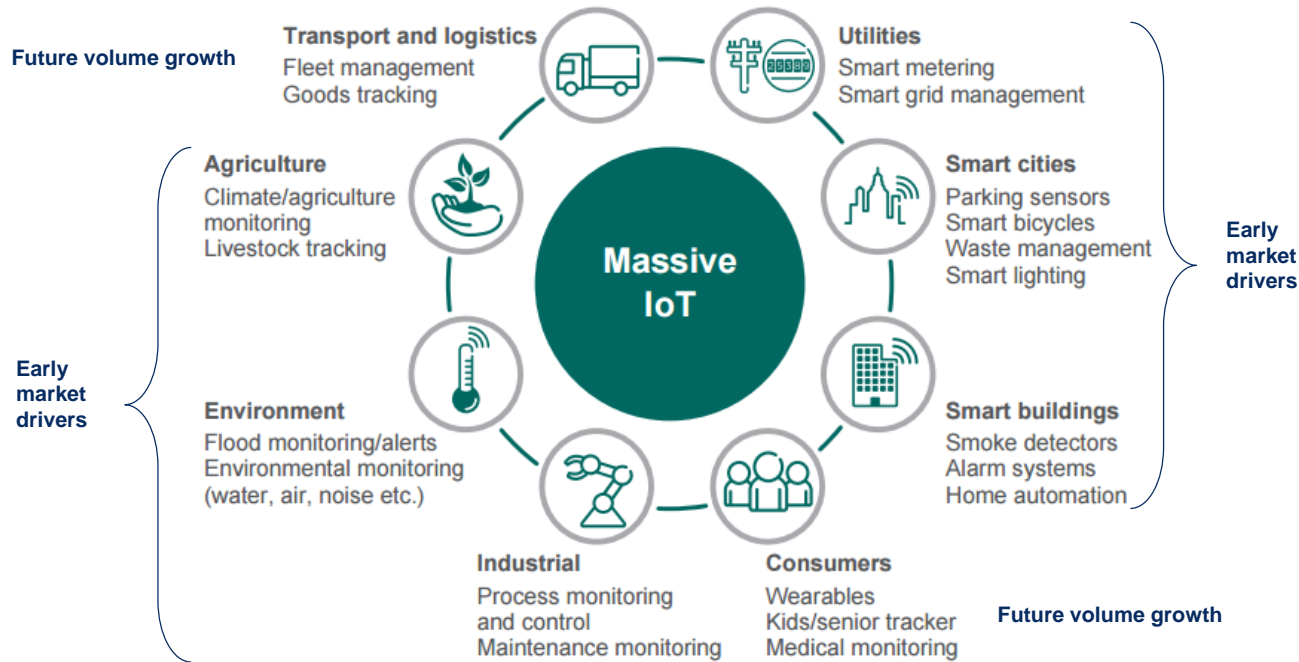 Future volume growth
Transport and logistics
Fleet management
Goods tracking
Utilities
Smart metering
Smart grid management
25389
Agriculture
Climate/agriculture
monitoring
Livestock tracking
Smart cities
Parking sensors
Smart bicycles
Waste management
Smart lighting
Early
market
drivers
Massive
IoT
Early
market
drivers
Environment
Flood monitoring/alerts
Environmental monitoring
(water, air, noise etc.)
Smart buildings
Smoke detectors
Alarm systems
Home automation
Industrial
Process monitoring
and control
Maintenance monitoring
Consumers
Wearables
Kids/senior tracker
Medical monitoring
Future volume growth